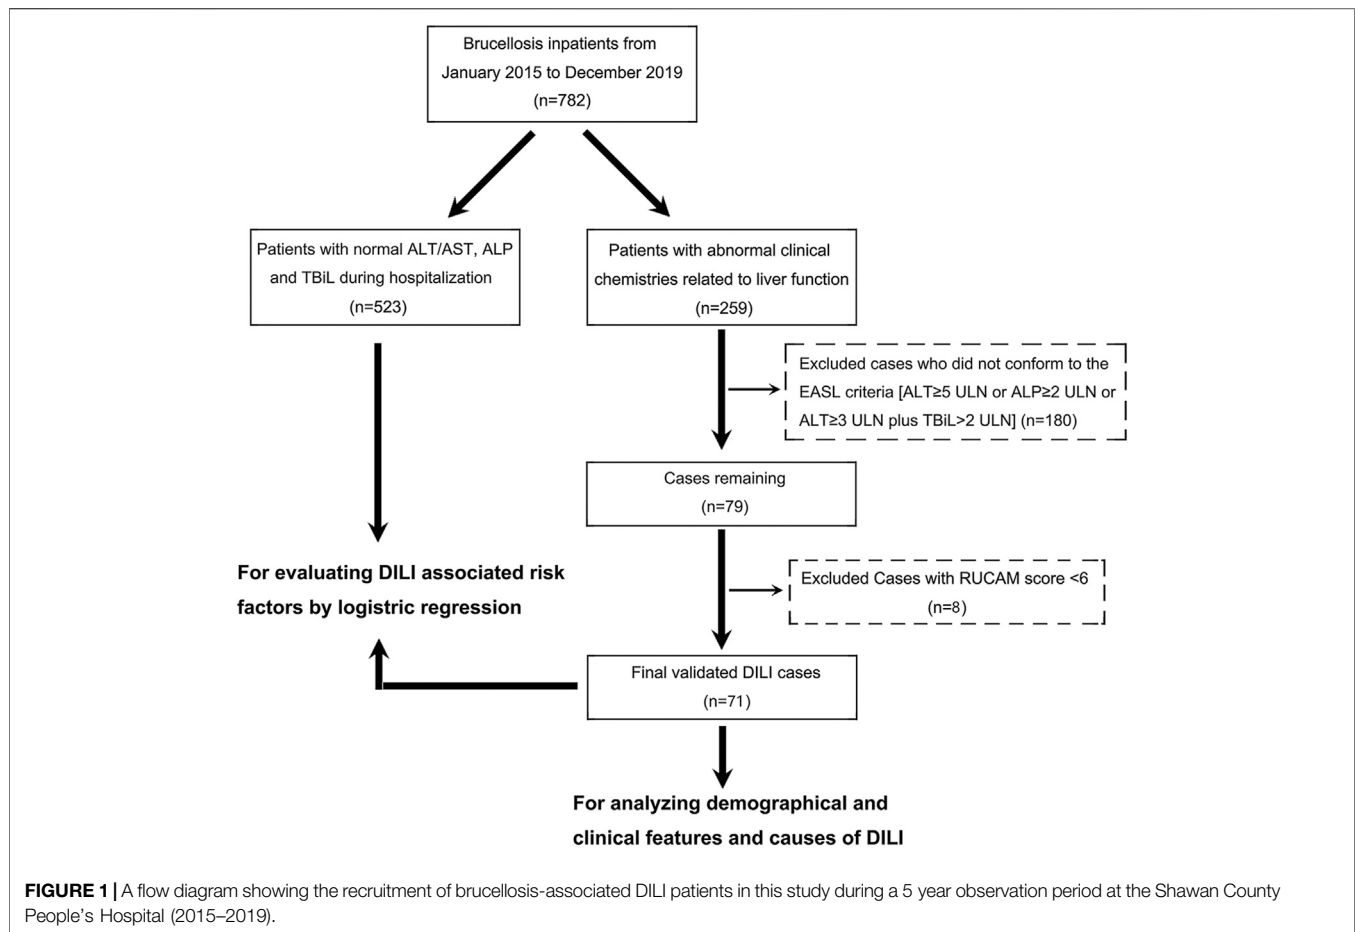 Brucellosis inpatients from
January 2015 to December 2019
(n=782)
Patients with normal ALT/AST, ALP
and TBiL during hospitalization
(n=523)
Patients with abnormal clinical
chemistries related to liver function
(n=259)
Excluded cases who did not conform to the
EASL criteria [ALT≥5 ULN or ALP≥2 ULN or
ALT≥3 ULN plus TBiL>2 ULN] (n=180)
Cases remaining
(n=79)
For evaluating DILI associated risk
factors by logistric regression
Excluded Cases with RUCAM score <6
(n=8)
Final validated DILI cases
(n=71)
For analyzing demographical and
clinical features and causes of DILI
FIGURE 1 | A flow diagram showing the recruitment of brucellosis-associated DILI patients in this study during a 5 year observation period at the Shawan County
People's Hospital (2015–2019).